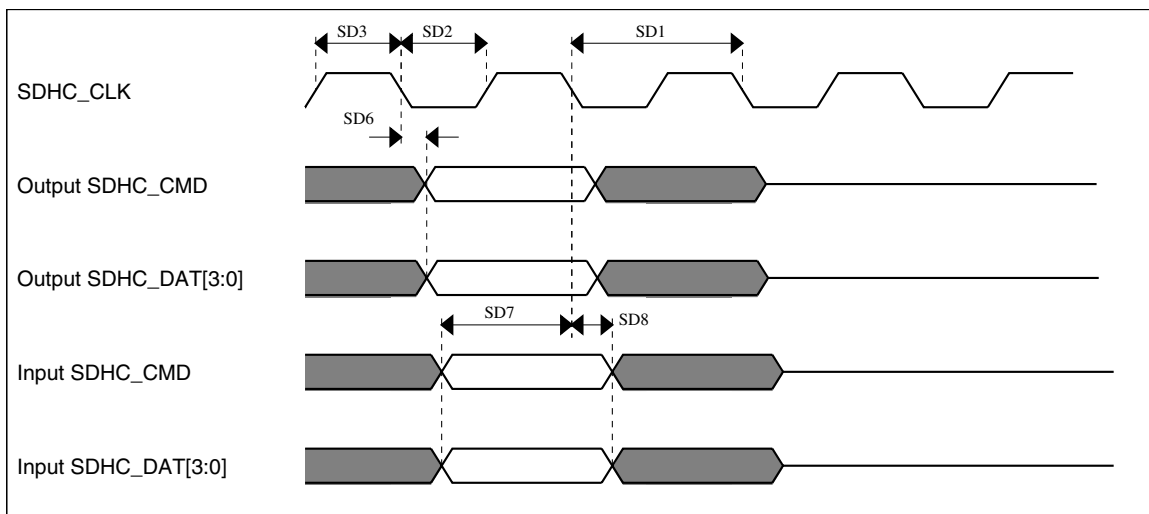 SD3 SD2 SD1
SDHC_CLK
SD6
Output SDHC_CMD
Output SDHC_DAT[3:0]
SD7 SD8
Input SDHC_CMD
Input SDHC_DAT[3:0]